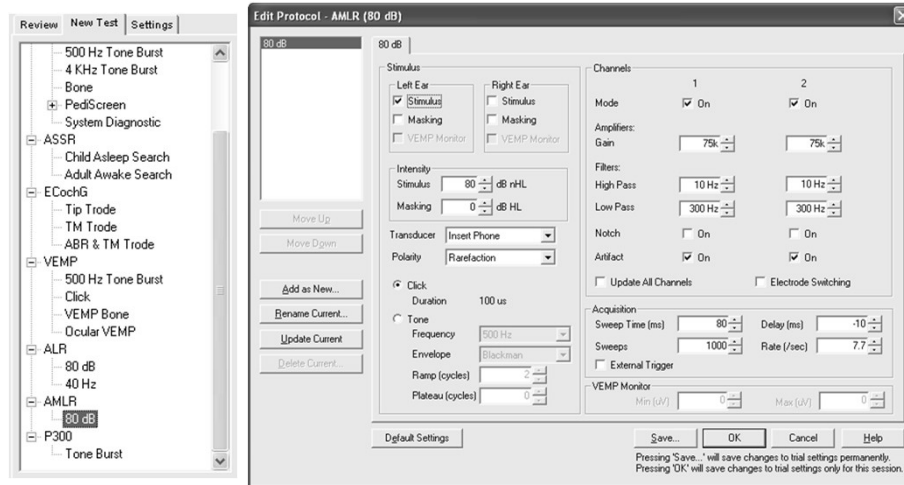 Review New Test Settings
500 Hz Tone Burst
4 KHz Tone Burst
Bone
PediScreen
System Diagnostic
ASSR
Child Asleep Search
Adult Awake Search
ECochG
Tip Trode
TM Trode
ABR & TM Trode
VEMP
500 Hz Tone Burst
Click
VEMP Bone
Ocular VEMP
ALR
80 dB
40 Hz
AMLR
80 dB
P300
Tone Burst
Edit Protocol - AMLR (80 dB)
80 dB
Move Up
Move Down
Add as New...
Rename Current...
Update Current
Delete Current...
80 dB
Stimulus
Left Ear Right Ear
Stimulus Stimulus
Masking Masking
VEMP Monitor VEMP Monitor
Intensity
Stimulus 80 dB nHL
Masking 0 dB HL
Transducer Insert Phone
Polarity Rarefaction
Click
Duration 100 us
Tone
Frequency 500 Hz
Envelope Blackman
Ramp (cycles) 2
Plateau (cycles) 0
Channels
1 2
Mode On On
Amplifiers:
Gain 75k 75k
Filters:
High Pass 10 Hz 10 Hz
Low Pass 300 Hz 300 Hz
Notch On On
Artifact On On
Update All Channels Electrode Switching
Acquisition
Sweep Time (ms) 80 Delay (ms) -10
Sweeps 1000 Rate (/sec) 7.7
External Trigger
VEMP Monitor
Min (uV) 0 Max (uV) 0
Default Settings Save... OK Cancel Help
Pressing 'Save...' will save changes to trial settings permanently.
Pressing 'OK' will save changes to trial settings only for this session.